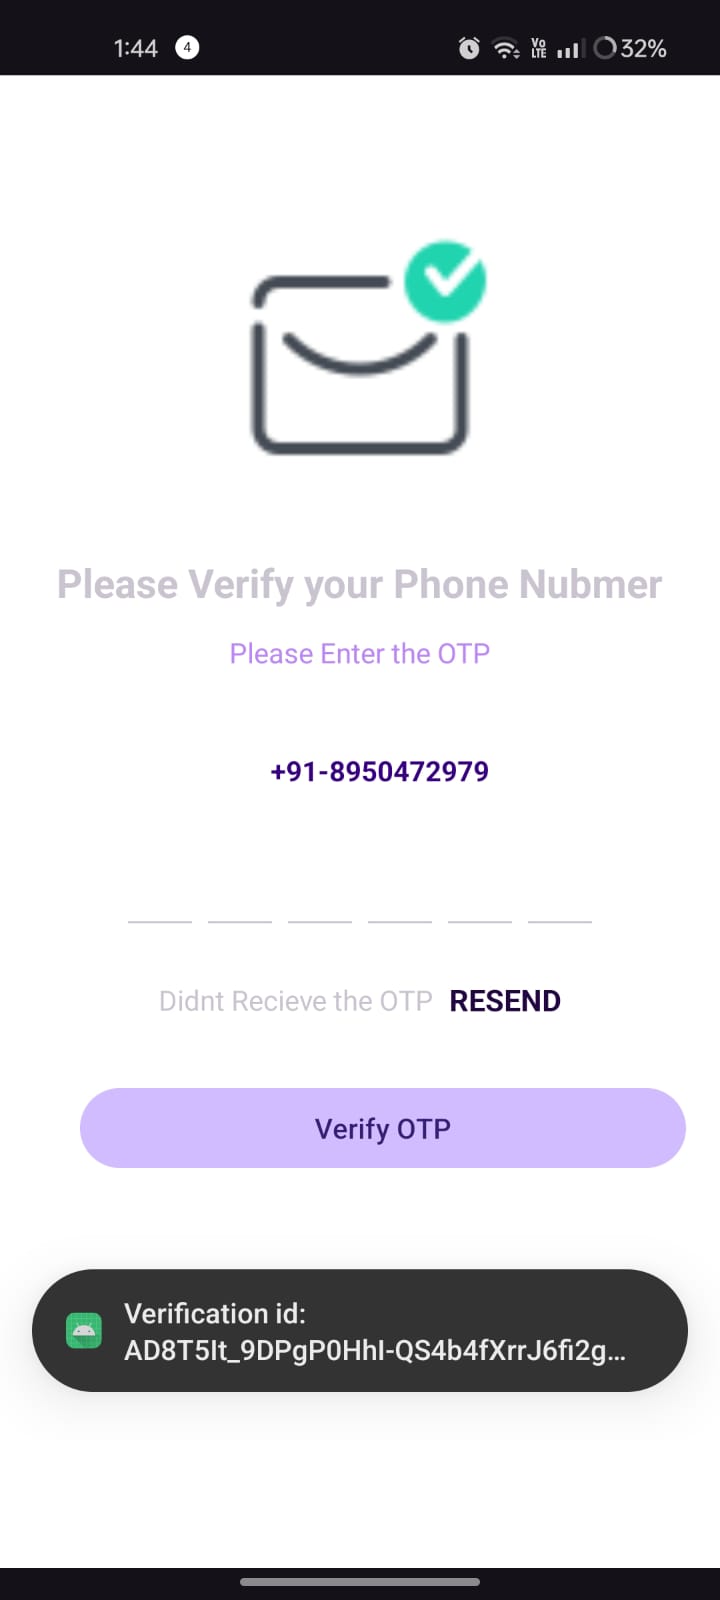 1:44 4 Vo LTE 32%
Please Verify your Phone Nubmer
Please Enter the OTP
+91-8950472979
Didnt Recieve the OTP RESEND
Verify OTP
Verification id:
AD8T5It_9DPgP0HhI-QS4b4fXrrJ6fi2g...